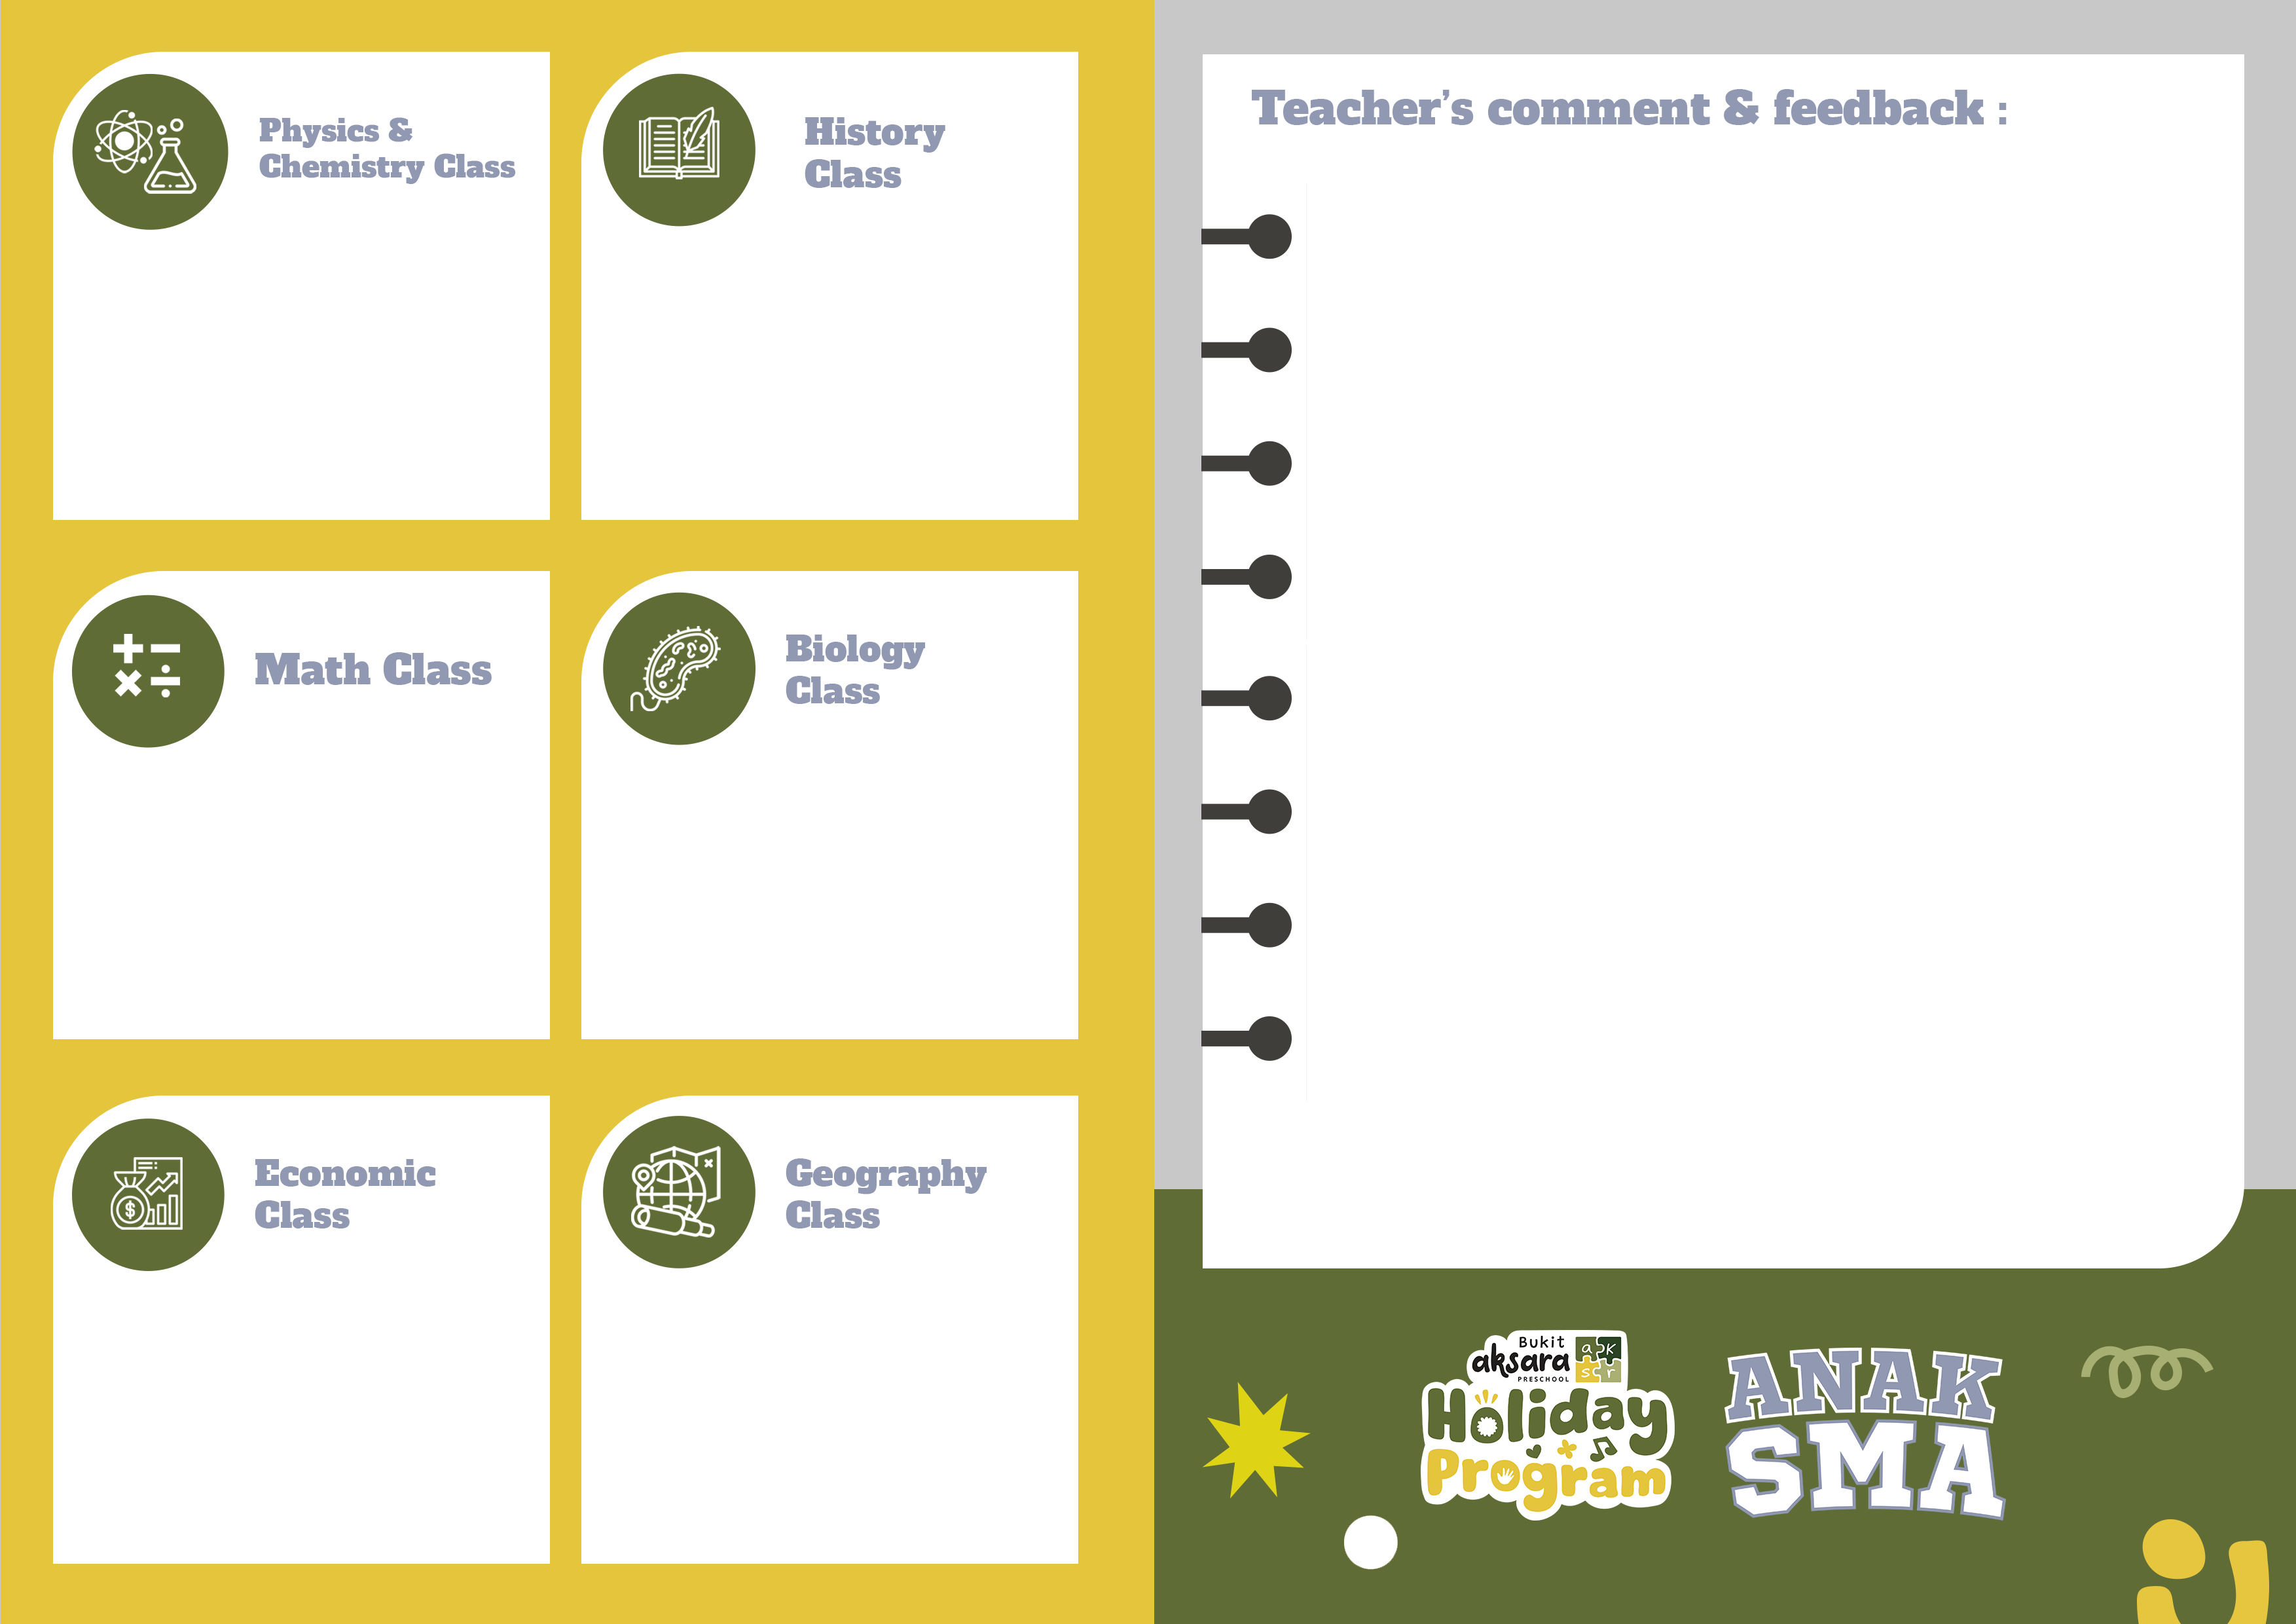 Physics &
Chemistry Class
History
Class
Math Class
Biology
Class
Economic
Class
Geography
Class
Teacher's comment & feedback :
Bukit
aksara
PRESCHOOL
a k
s r
Holiday
Program
ANAK
SMA